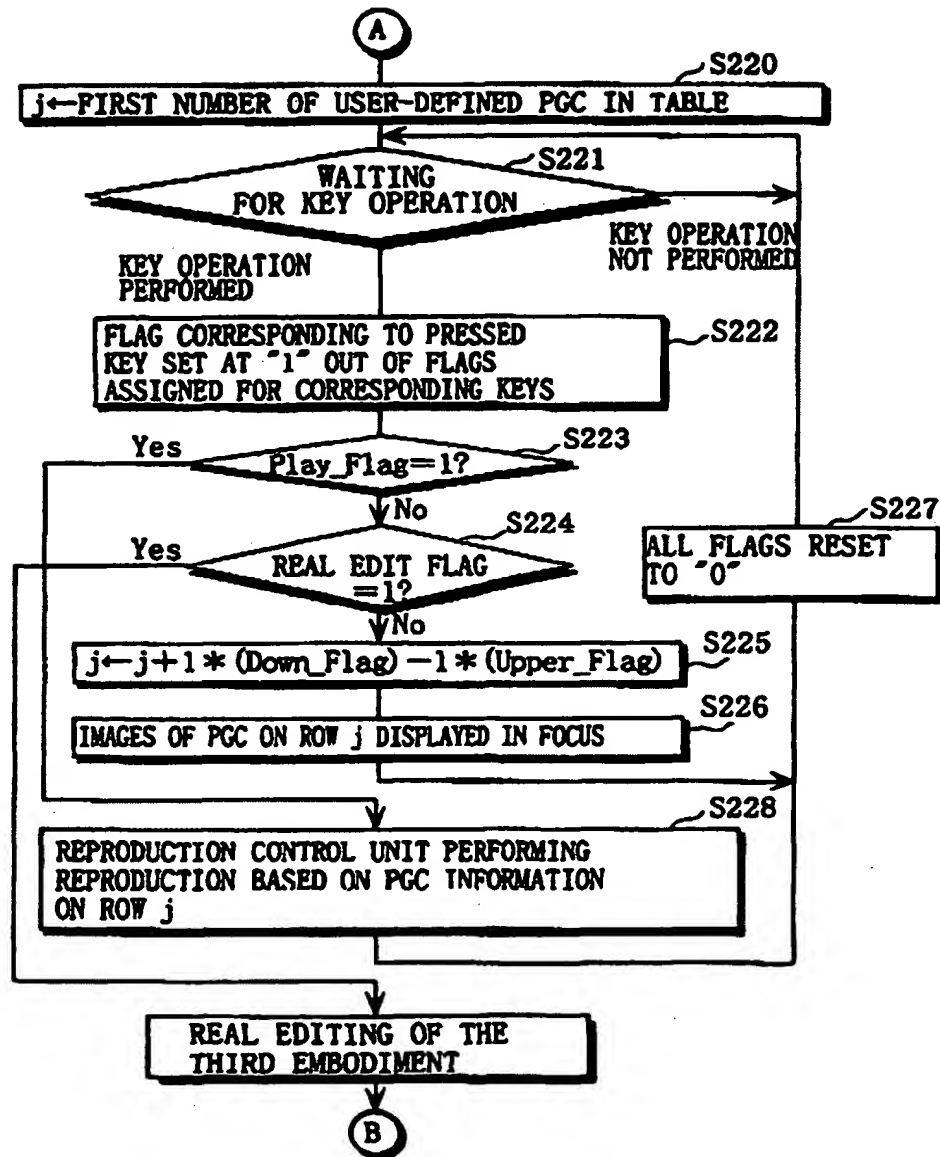 A
S220
j←FIRST NUMBER OF USER-DEFINED PGC IN TABLE
S221
WAITING
FOR KEY OPERATION
KEY OPERATION
NOT PERFORMED
KEY OPERATION
PERFORMED
S222
FLAG CORRESPONDING TO PRESSED
KEY SET AT "1" OUT OF FLAGS
ASSIGNED FOR CORRESPONDING KEYS
S223
Yes
Play_Flag=1?
No
S224
Yes
REAL EDIT FLAG
=1?
No
S227
ALL FLAGS RESET
TO "0"
S225
j←j+1*(Down_Flag)-1*(Upper_Flag)
S226
IMAGES OF PGC ON ROW j DISPLAYED IN FOCUS
S228
REPRODUCTION CONTROL UNIT PERFORMING
REPRODUCTION BASED ON PGC INFORMATION
ON ROW j
REAL EDITING OF THE
THIRD EMBODIMENT
B